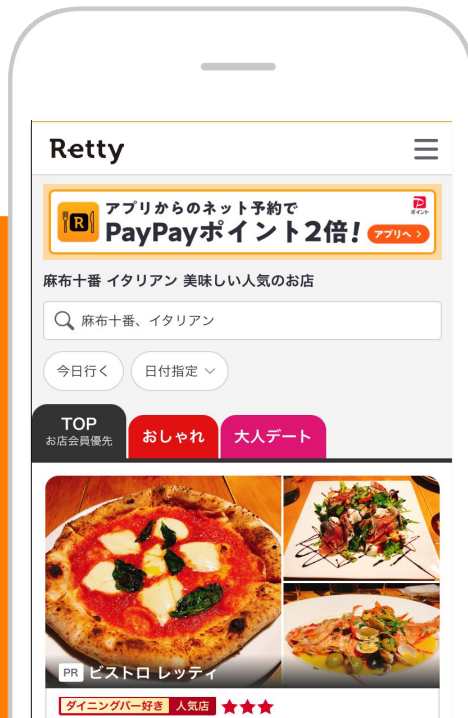 Retty
アプリからのネット予約で
PayPayポイント2倍!
アプリへ >
ポイント
麻布十番 イタリアン 美味しい人気のお店
麻布十番、イタリアン
今日行く
日付指定
TOP
お店会員優先
おしゃれ
大人デート
PR ビストロ レッティ
ダイニングバー好き 人気店 ★★★